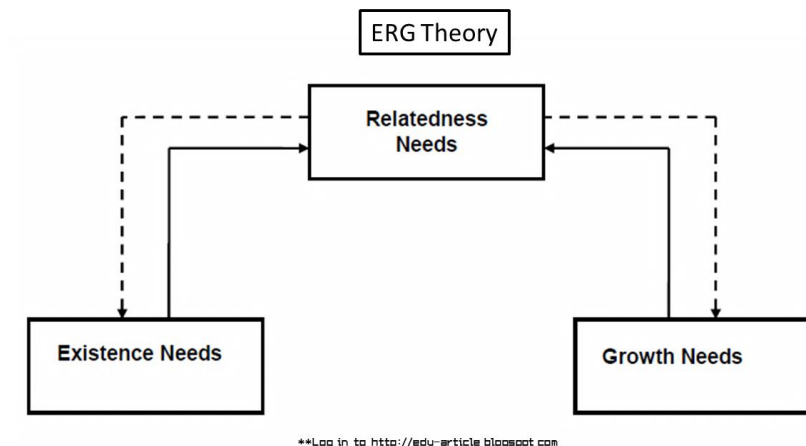 ERG Theory
Relatedness
Needs
Existence Needs
Growth Needs
**Log in to http://edu-article.blogspot.com